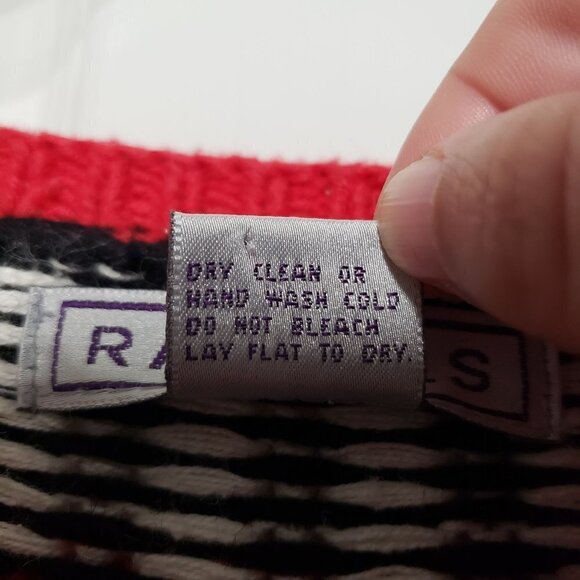 DRY CLEAN OR
HAND WASH COLD
DO NOT BLEACH
LAY FLAT TO DRY.